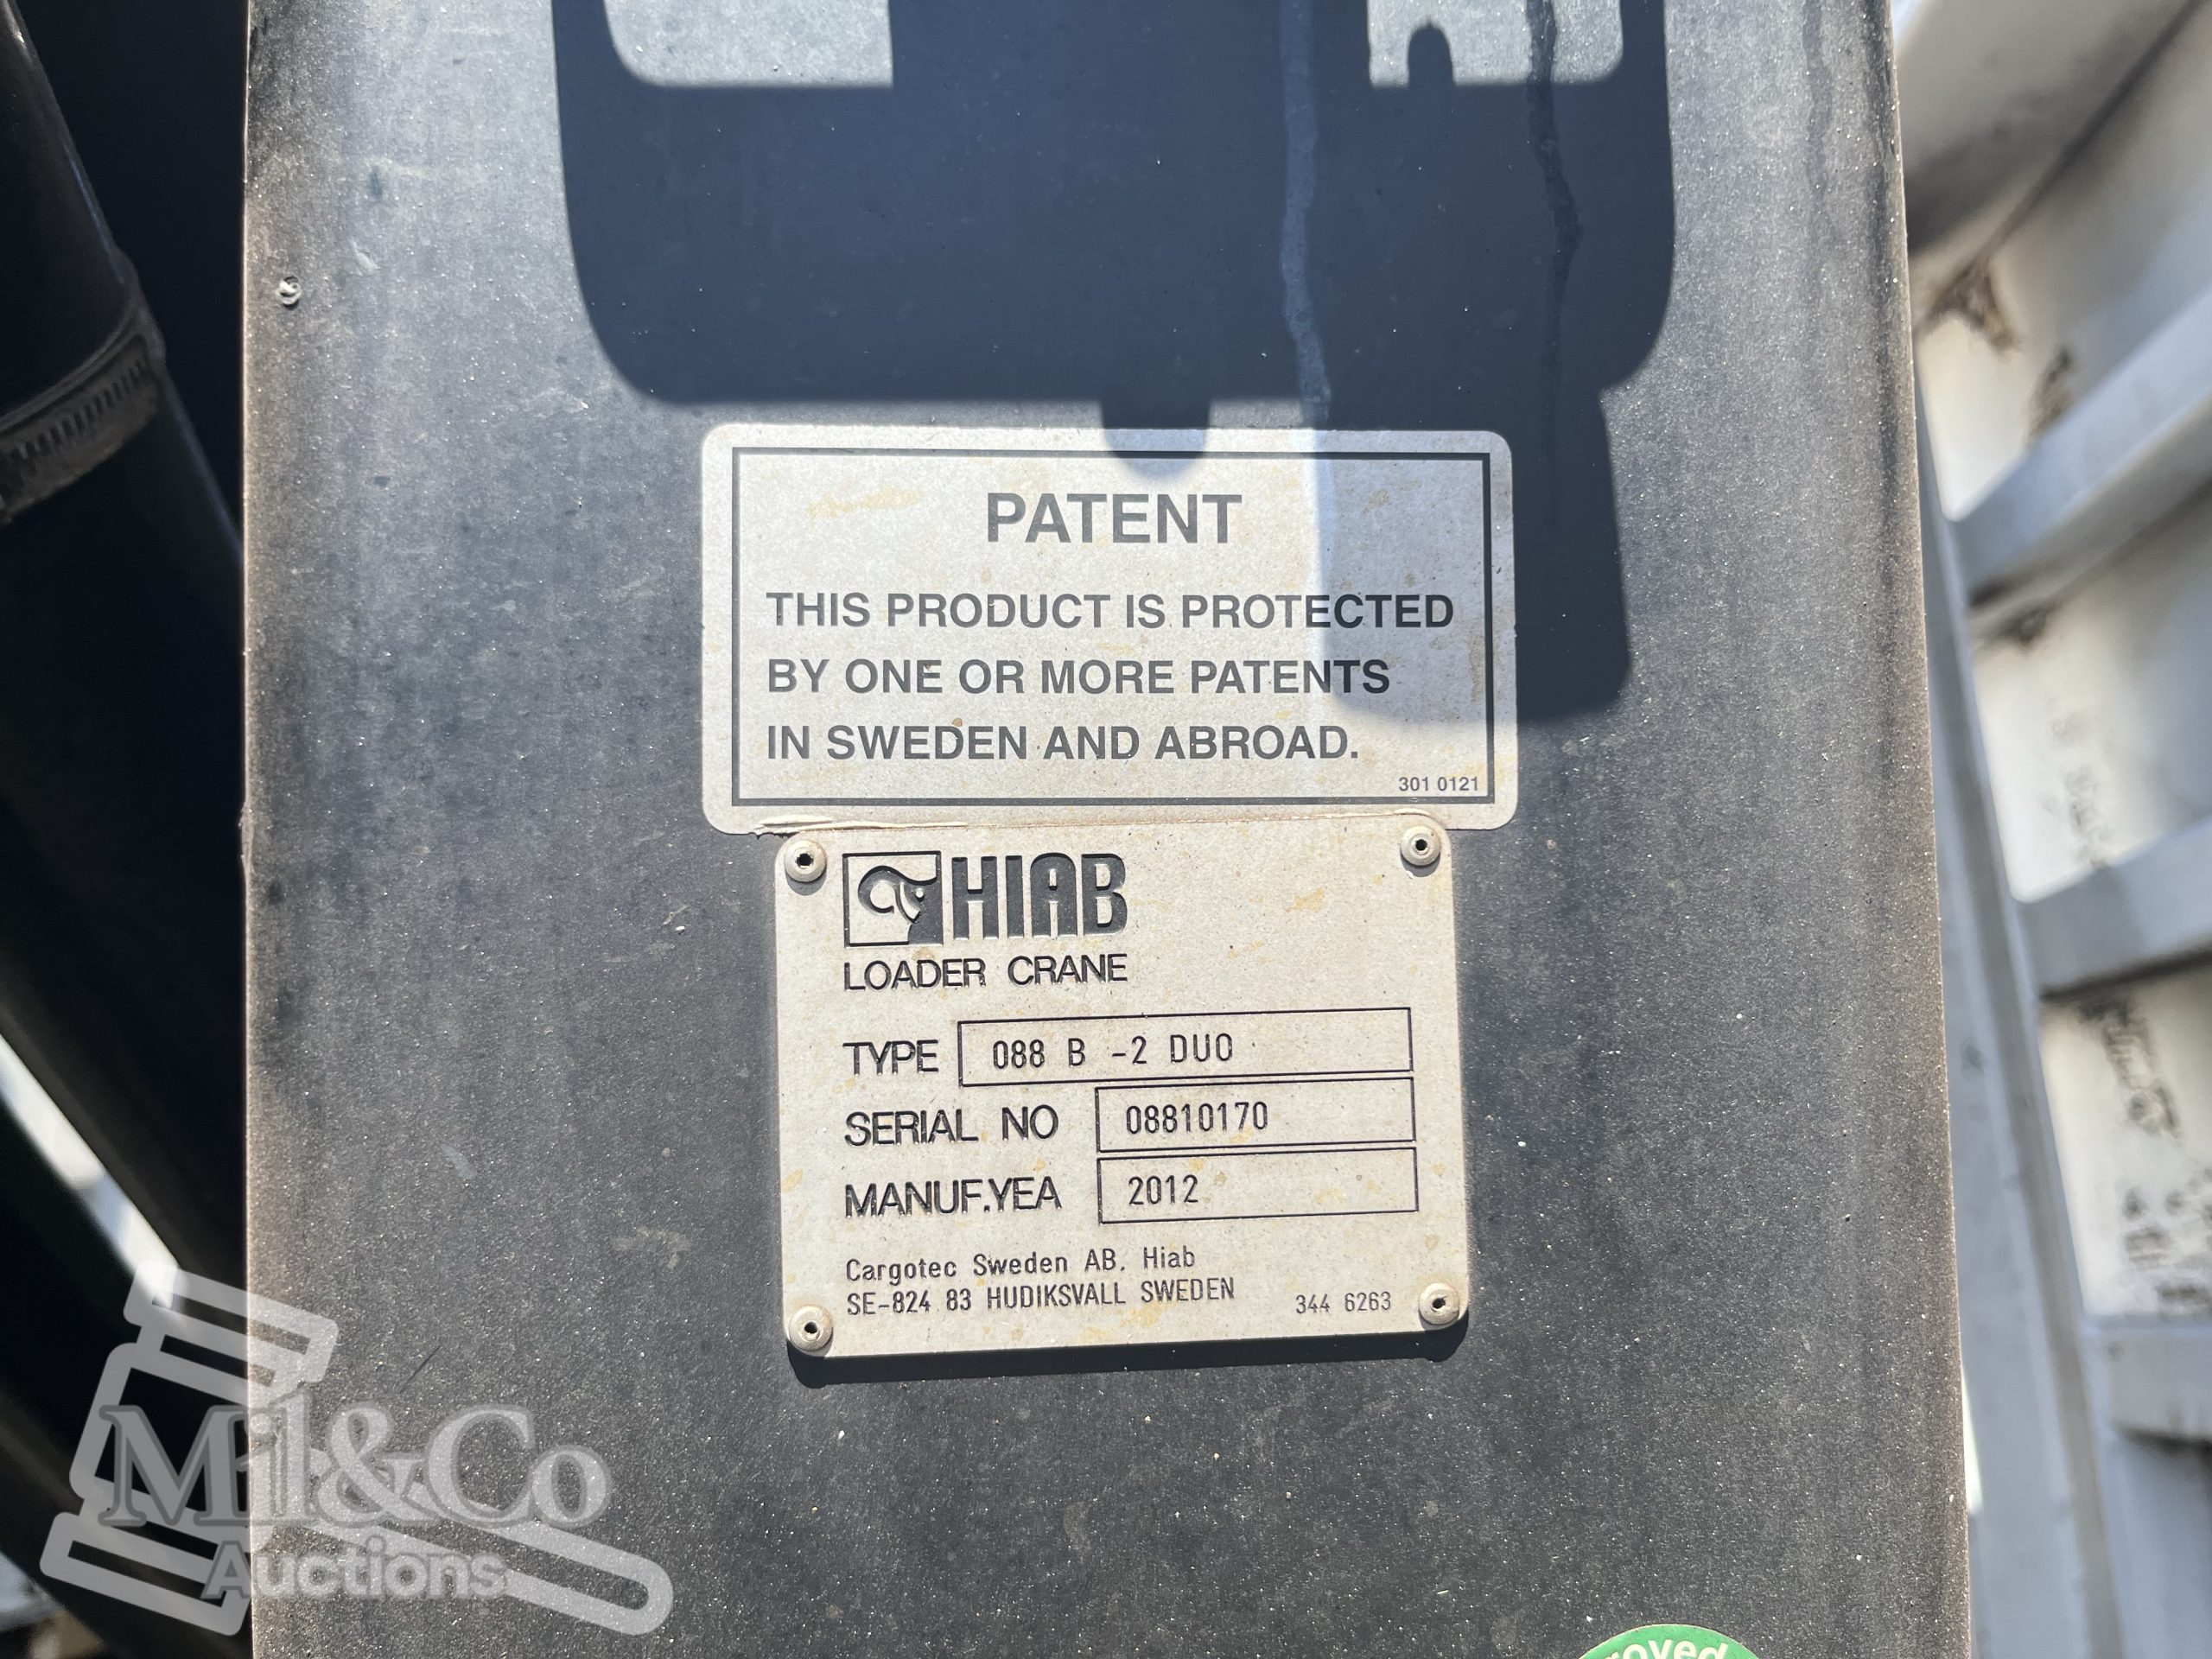 PATENT
THIS PRODUCT IS PROTECTED
BY ONE OR MORE PATENTS
IN SWEDEN AND ABROAD.
301 0121
HIAB
LOADER CRANE
TYPE 088 B -2 DUO
SERIAL NO 08810170
MANUF.YEA 2012
Cargotec Sweden AB. Hiab
SE-824 83 HUDIKSVALL SWEDEN 344 6263
Mil&Co
Auctions